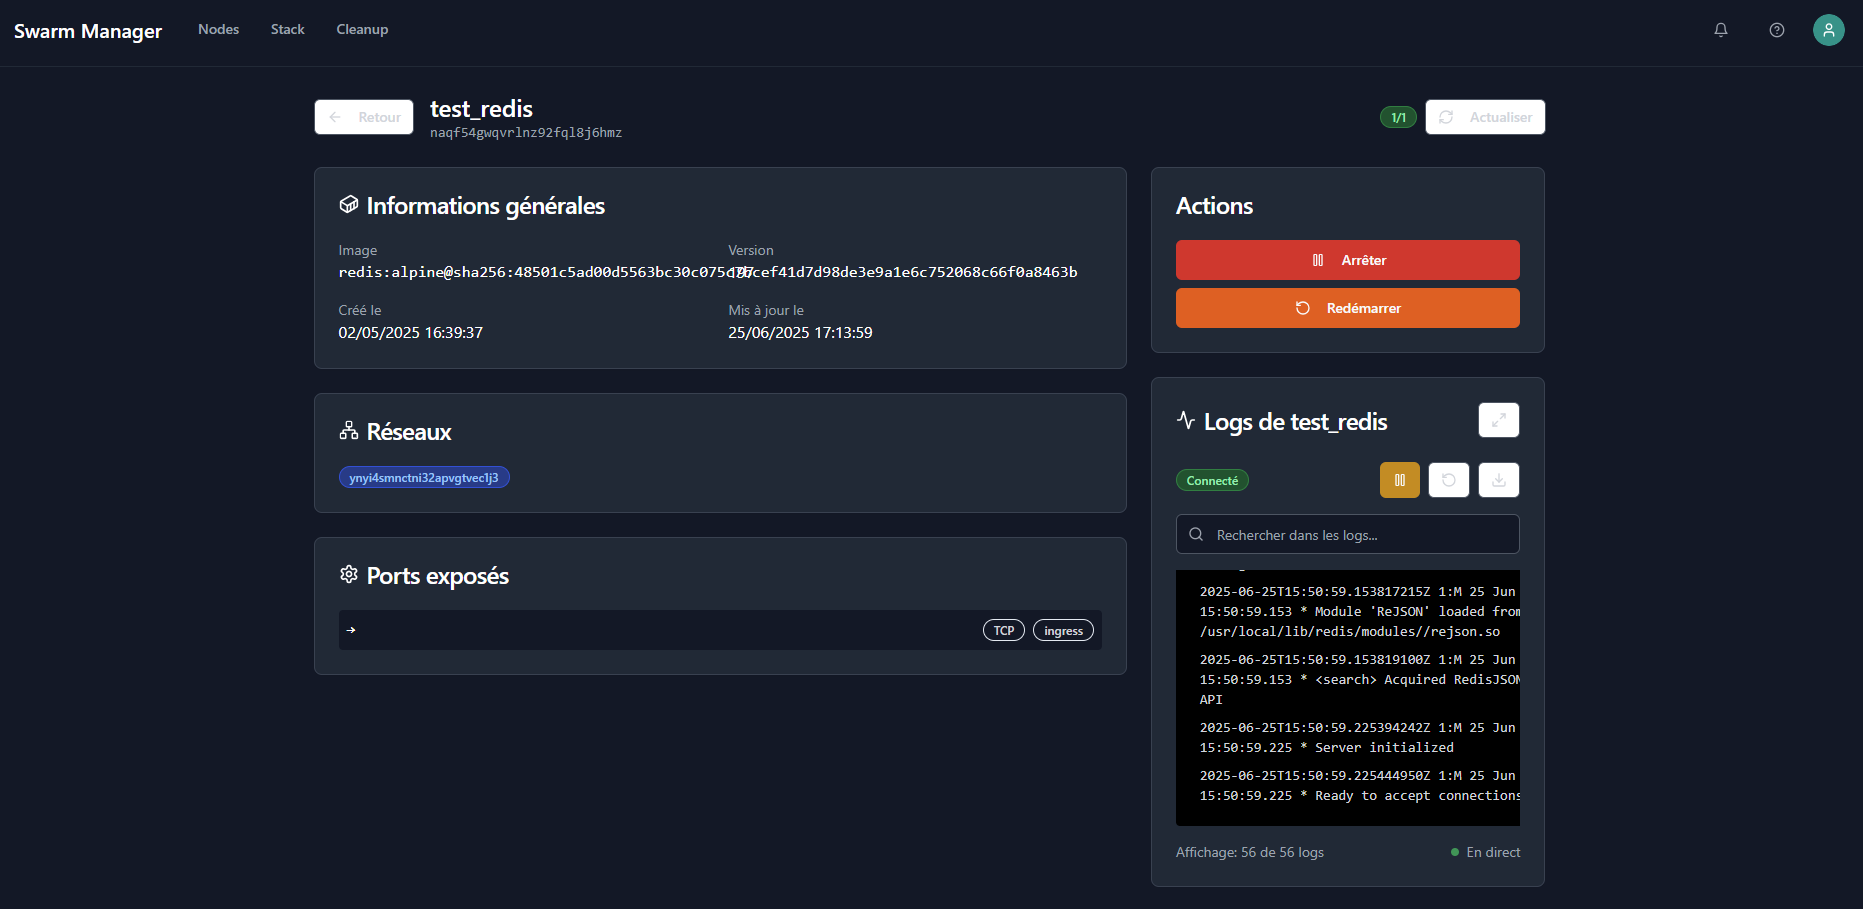 Swarm Manager
Nodes
Stack
Cleanup
Retour
test_redis
naqf54gwqvrlnz92fql8j6hmz
1/1
Actualiser
Informations générales
Image
Version
redis:alpine@sha256:48501c5ad00d5563bc30c075c
cef41d7d98de3e9a1e6c752068c66f0a8463b
Créé le
Mis à jour le
02/05/2025 16:39:37
25/06/2025 17:13:59
Réseaux
ynyi4smnctni32apvgtvec1j3
Ports exposés
→
TCP
ingress
Actions
Arrêter
Redémarrer
Logs de test_redis
Connecté
Rechercher dans les logs...
2025-06-25T15:50:59.153817215Z 1:M 25 Jun
15:50:59.153 * Module 'ReJSON' loaded from
/usr/local/lib/redis/modules//rejson.so
2025-06-25T15:50:59.153819100Z 1:M 25 Jun
15:50:59.153 * <search> Acquired RedisJSON
API
2025-06-25T15:50:59.225394242Z 1:M 25 Jun
15:50:59.225 * Server initialized
2025-06-25T15:50:59.225444950Z 1:M 25 Jun
15:50:59.225 * Ready to accept connections
Affichage: 56 de 56 logs
En direct